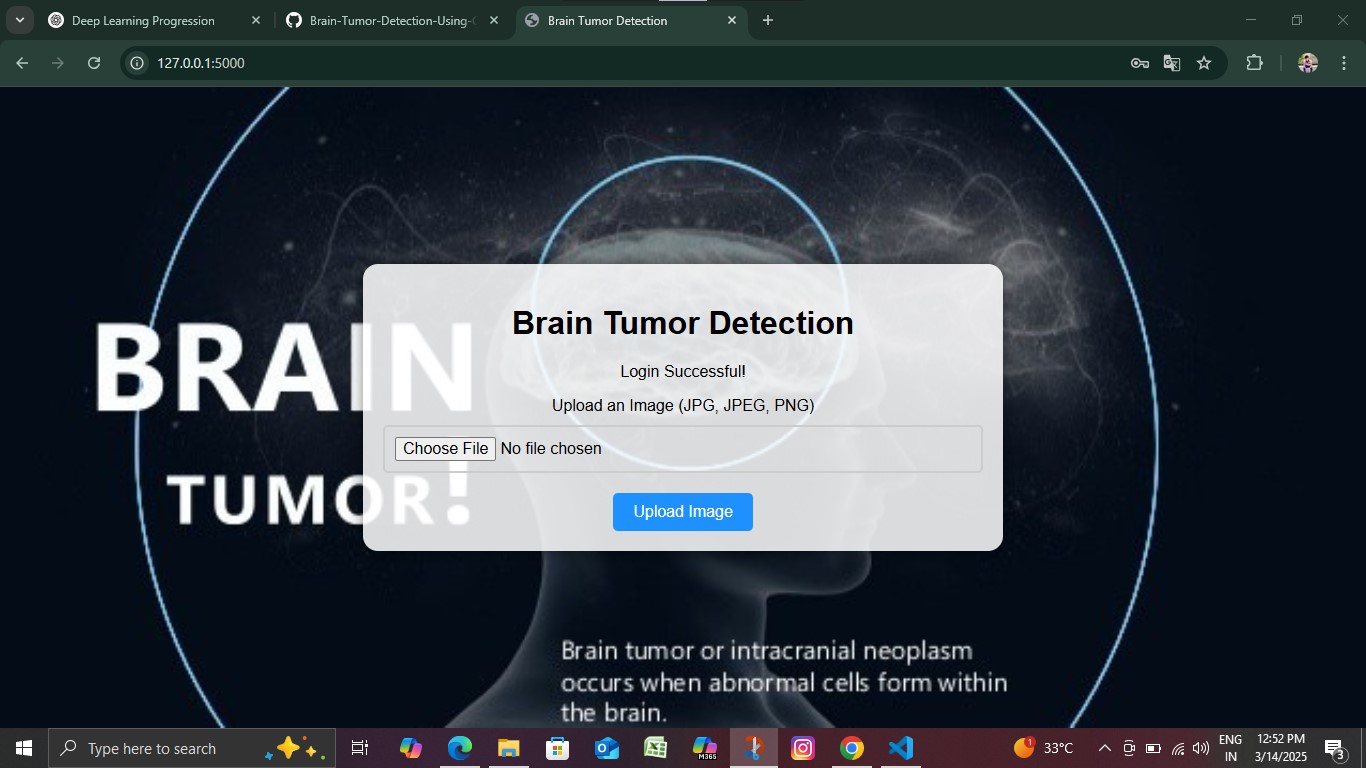 Deep Learning Progression
Brain-Tumor-Detection-Using-
Brain Tumor Detection
127.0.0.1:5000
BRAIN
TUMOR!
Brain Tumor Detection
Login Successful!
Upload an Image (JPG, JPEG, PNG)
Choose File No file chosen
Upload Image
Brain tumor or intracranial neoplasm
occurs when abnormal cells form within
the brain.
Type here to search
M365
1
33°C
ENG
IN
12:52 PM
3/14/2025
3